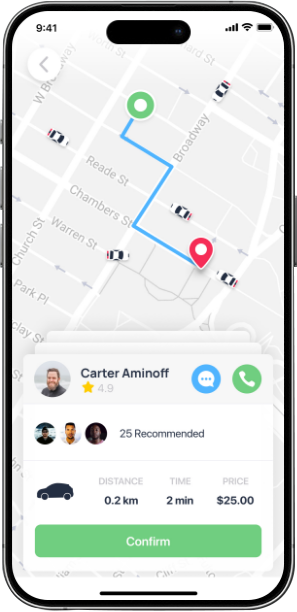 9:41
W Broadway
Broadway
Reade St
Chambers St
Warren St
Church St
Park Pl
Carter Aminoff
4.9
25 Recommended
DISTANCE TIME PRICE
0.2 km 2 min $25.00
Confirm